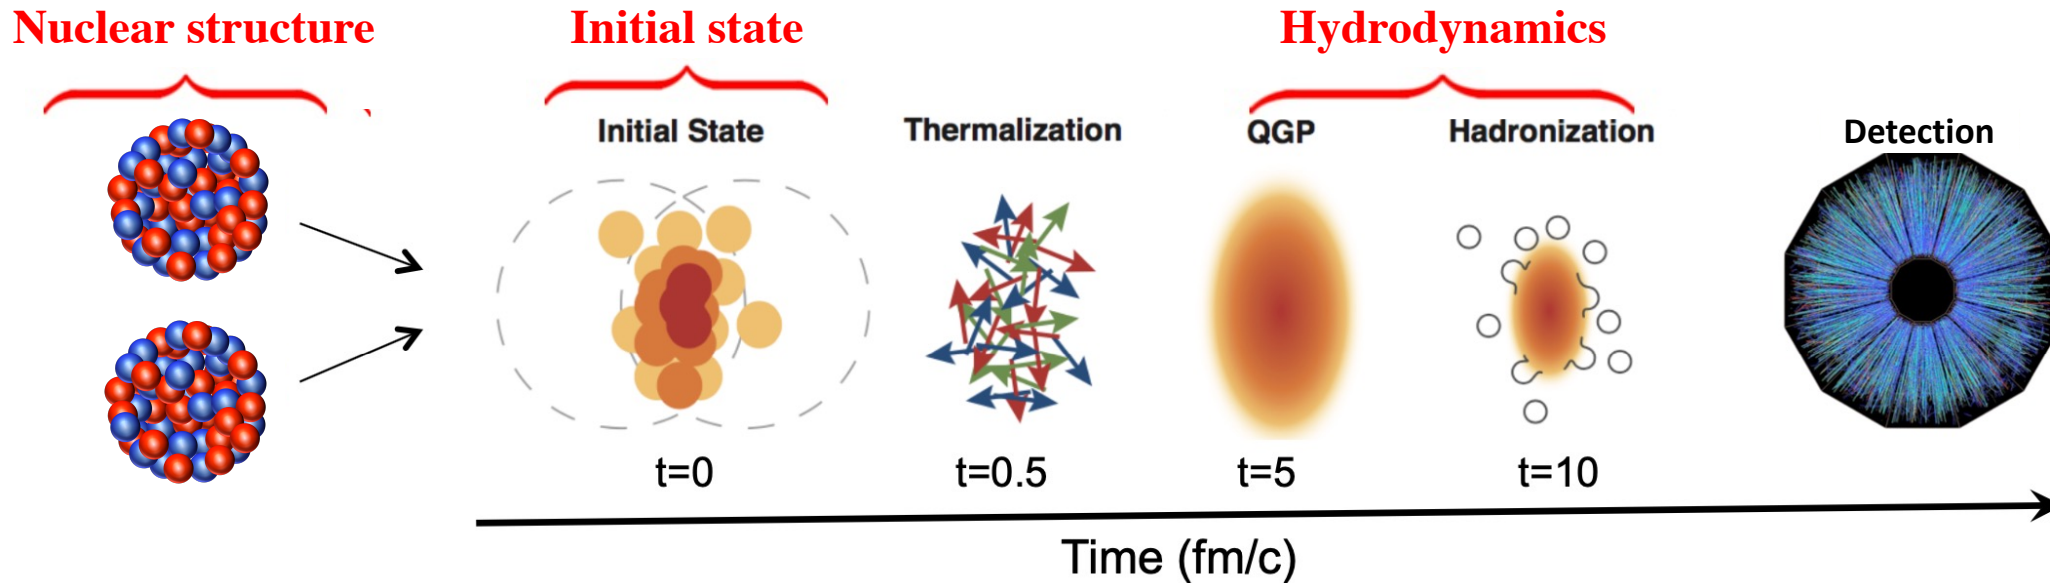 Nuclear structure
Initial state
Hydrodynamics
Initial State
Thermalization
QGP
Hadronization
Detection
t=0
t=0.5
t=5
t=10
Time (fm/c)